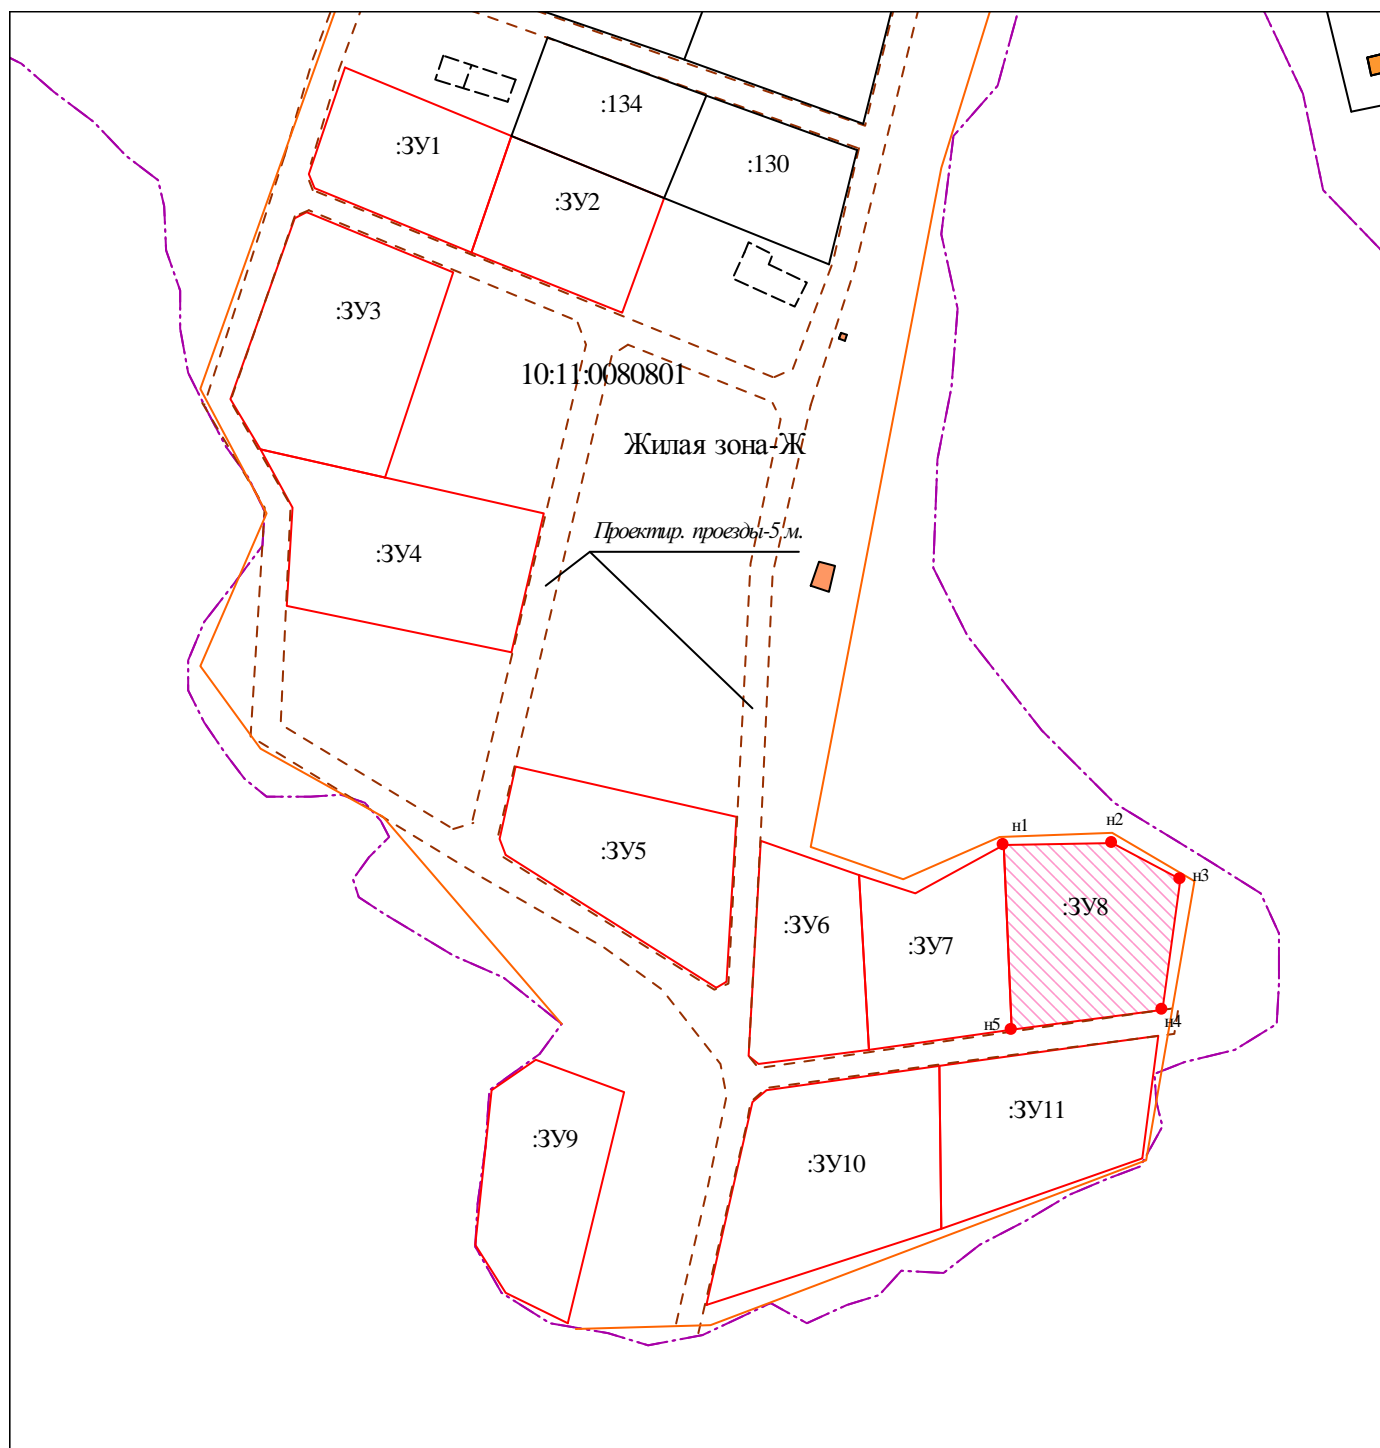 :134
:ЗУ1
:130
:ЗУ2
:ЗУ3
10:11:0080801
Жилая зона-Ж
Проектир. проезды-5 м.
:ЗУ4
н1
н2
:ЗУ5
н3
:ЗУ8
:ЗУ6
:ЗУ7
н5
н4
:ЗУ11
:ЗУ9
:ЗУ10